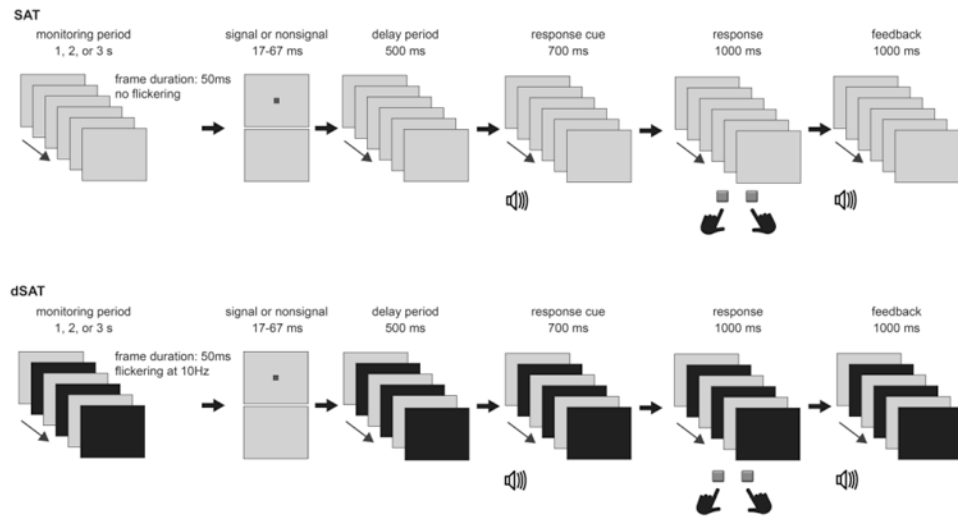 SAT
monitoring period
1, 2, or 3 s
frame duration: 50ms
no flickering
signal or nonsignal
17-67 ms
delay period
500 ms
response cue
700 ms
response
1000 ms
feedback
1000 ms
dSAT
monitoring period
1, 2, or 3 s
frame duration: 50ms
flickering at 10Hz
signal or nonsignal
17-67 ms
delay period
500 ms
response cue
700 ms
response
1000 ms
feedback
1000 ms